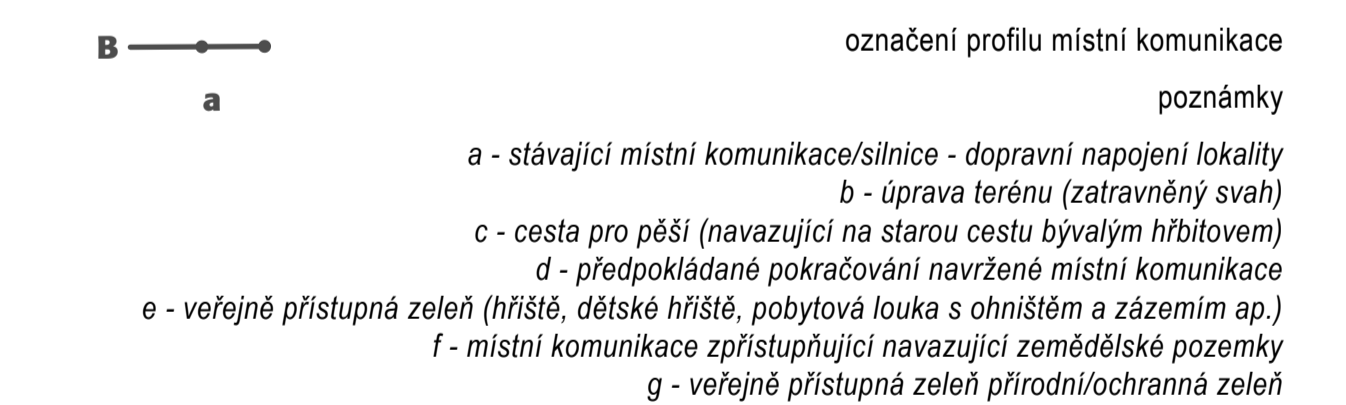 B označení profilu místní komunikace
a poznámky
a - stávající místní komunikace/silnice - dopravní napojení lokality
b - úprava terénu (zatravněný svah)
c - cesta pro pěší (navazující na starou cestu bývalým hřbitovem)
d - předpokládané pokračování navržené místní komunikace
e - veřejně přístupná zeleň (hřiště, dětské hřiště, pobytová louka s ohništěm a zázemím ap.)
f - místní komunikace zpřístupňující navazující zemědělské pozemky
g - veřejně přístupná zeleň přírodní/ochranná zeleň